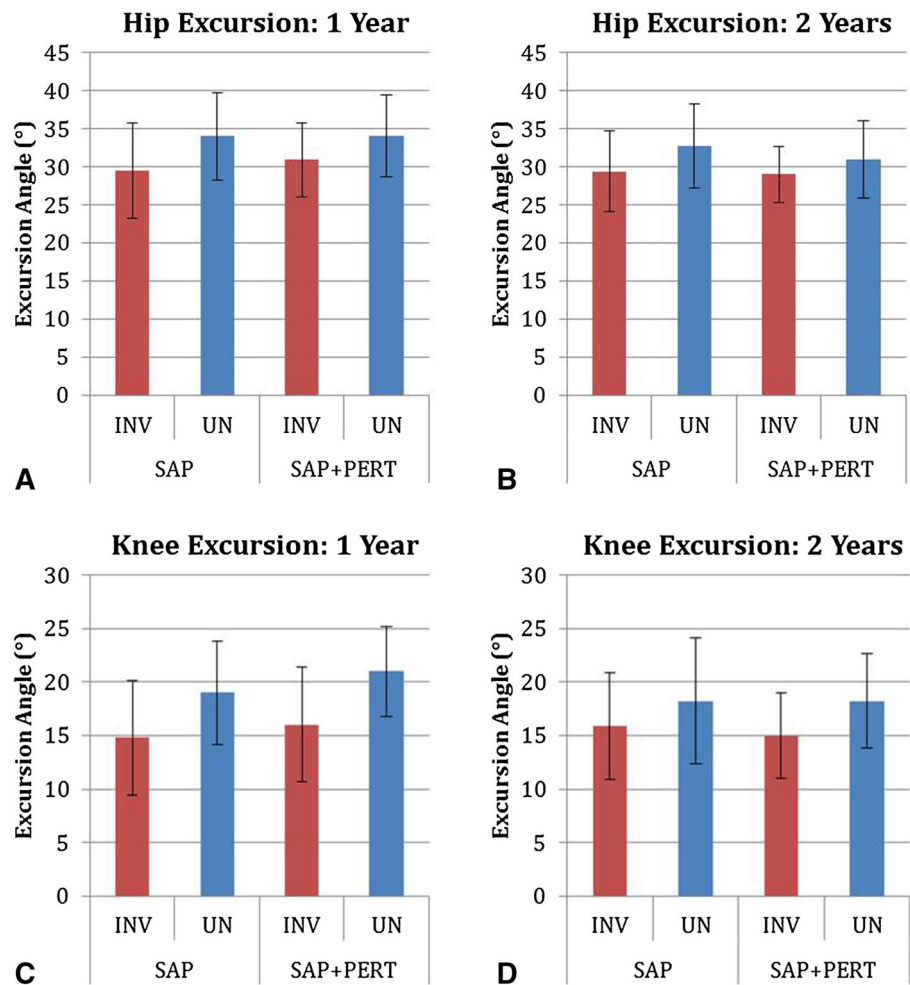 Hip Excursion: 1 Year
45
40
35
30
25
20
15
10
5
0
Excursion Angle (°)
INV UN INV UN
SAP SAP+PERT
A
Hip Excursion: 2 Years
45
40
35
30
25
20
15
10
5
0
Excursion Angle (°)
INV UN INV UN
SAP SAP+PERT
B
Knee Excursion: 1 Year
30
25
20
15
10
5
0
Excursion Angle (°)
INV UN INV UN
SAP SAP+PERT
C
Knee Excursion: 2 Years
30
25
20
15
10
5
0
Excursion Angle (°)
INV UN INV UN
SAP SAP+PERT
D